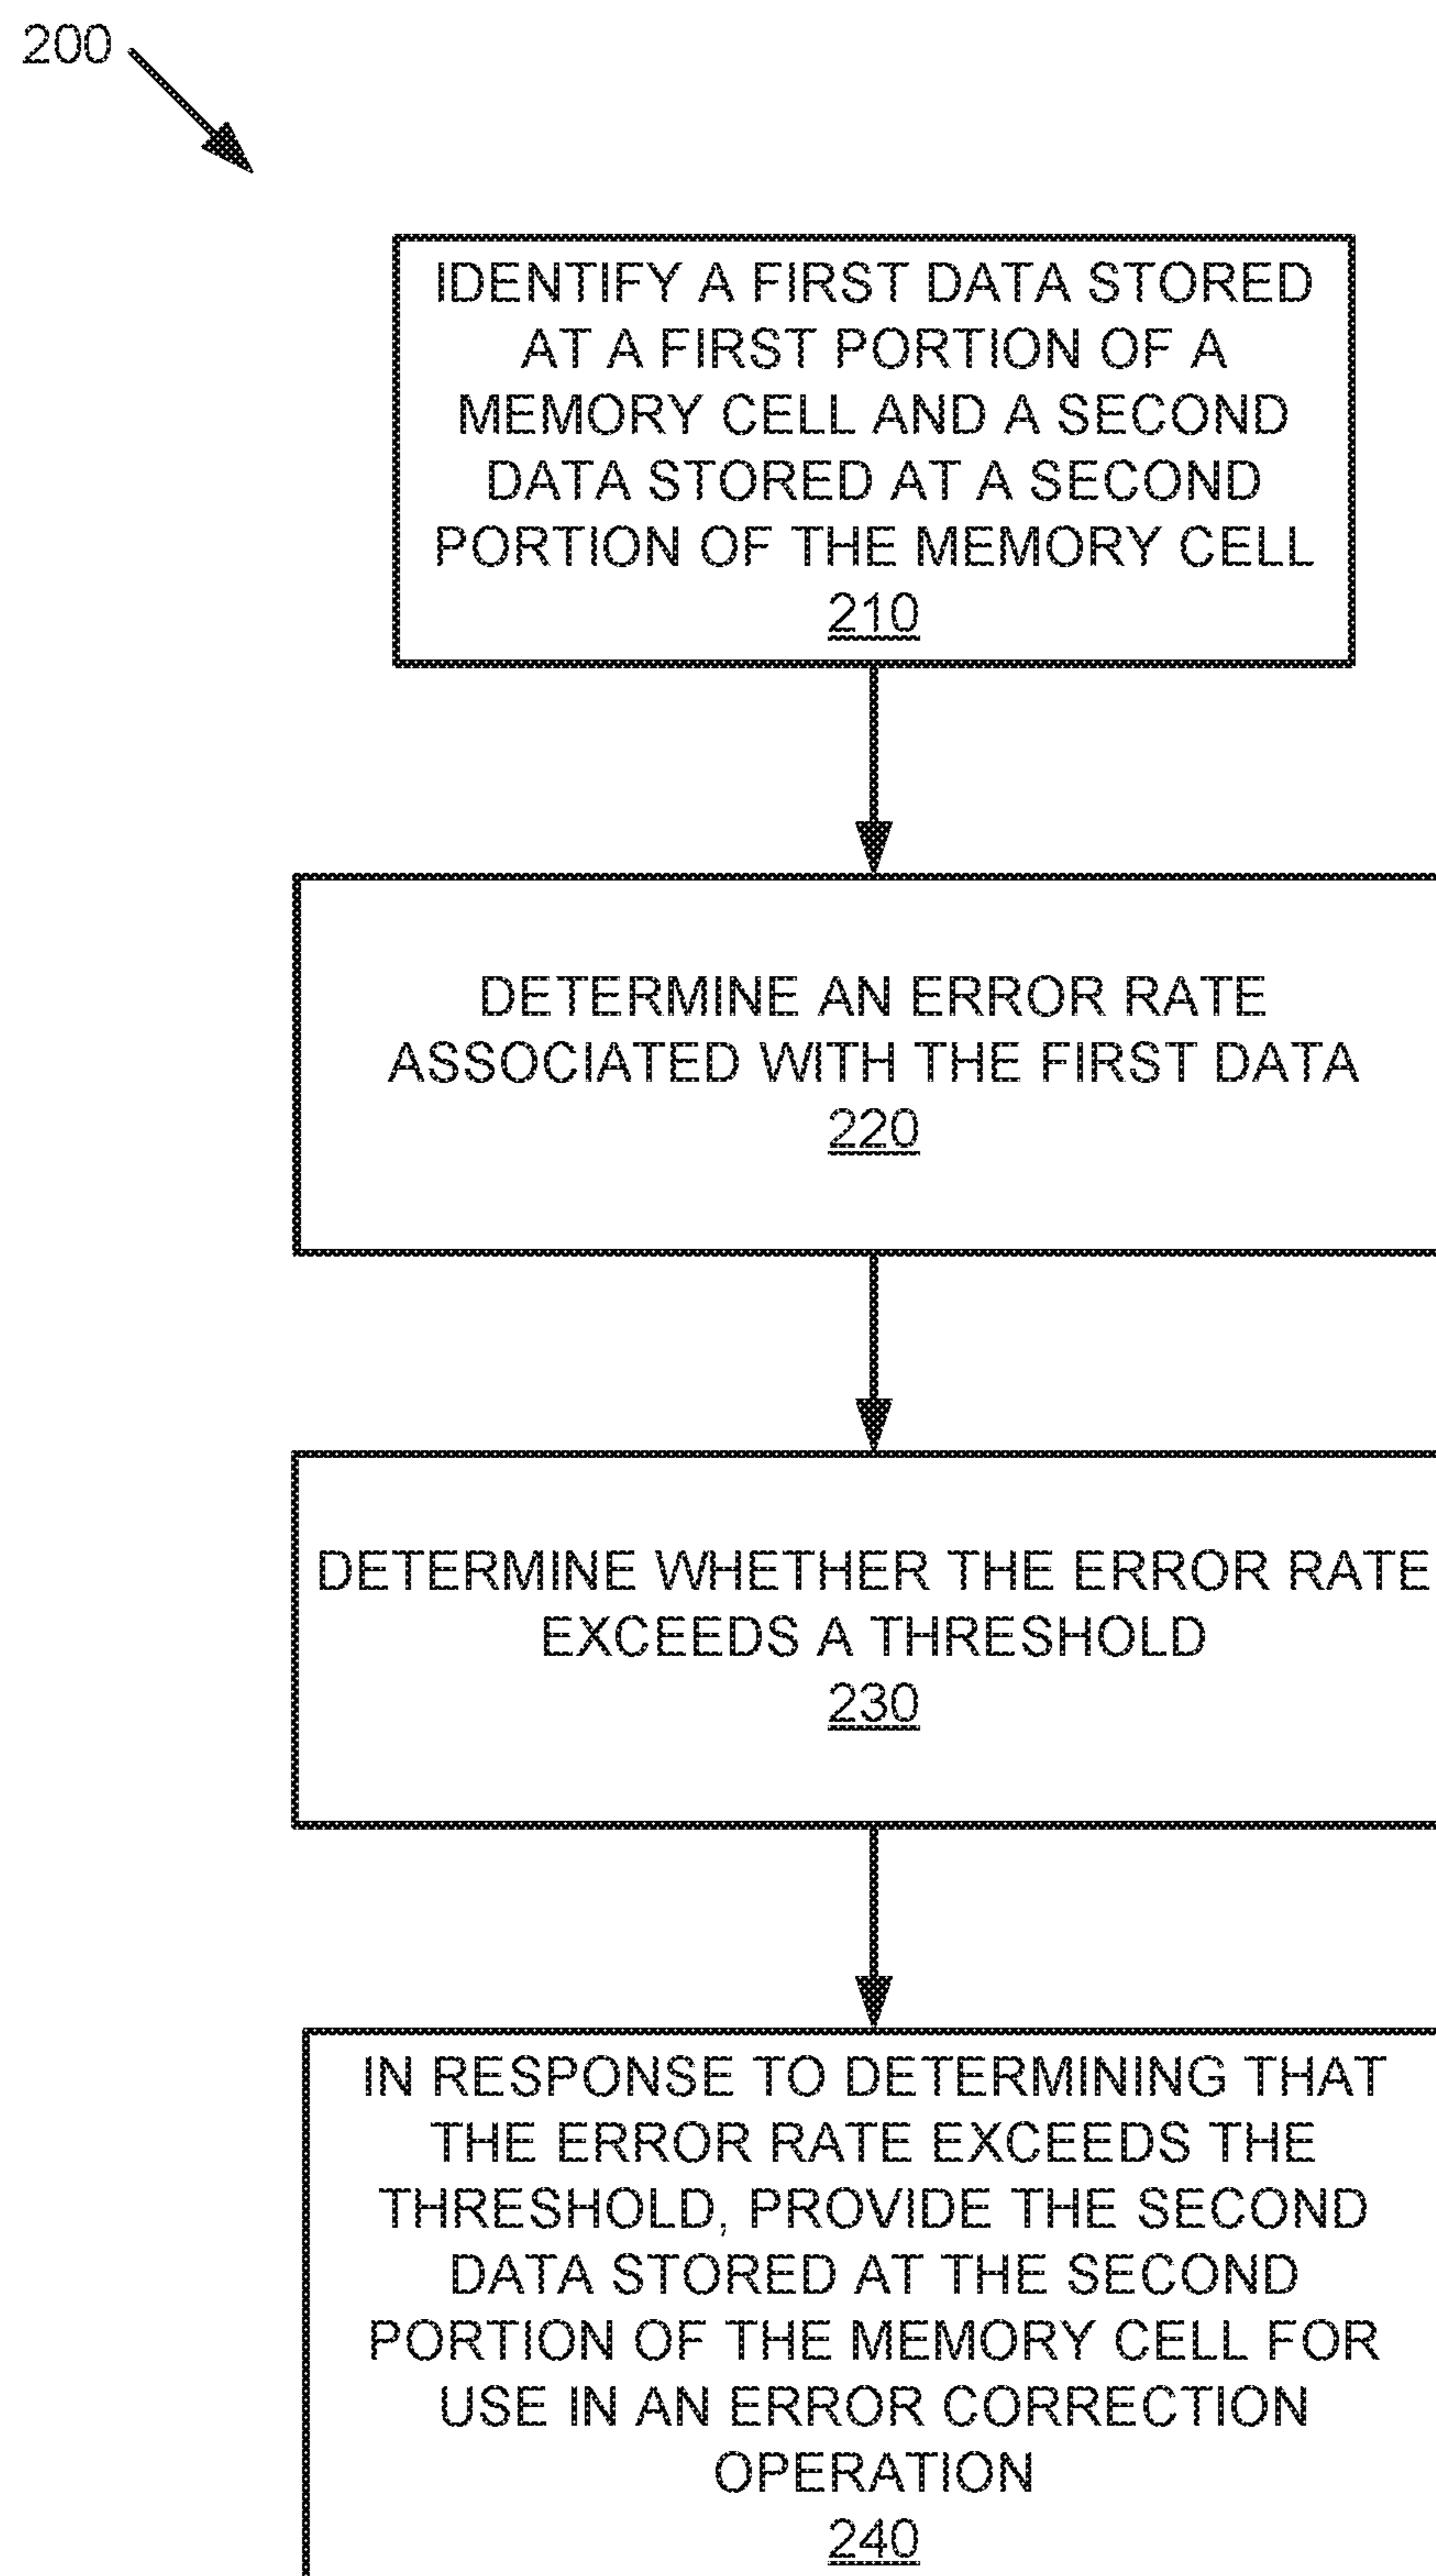 200
IDENTIFY A FIRST DATA STORED
AT A FIRST PORTION OF A
MEMORY CELL AND A SECOND
DATA STORED AT A SECOND
PORTION OF THE MEMORY CELL
210
DETERMINE AN ERROR RATE
ASSOCIATED WITH THE FIRST DATA
220
DETERMINE WHETHER THE ERROR RATE
EXCEEDS A THRESHOLD
230
IN RESPONSE TO DETERMINING THAT
THE ERROR RATE EXCEEDS THE
THRESHOLD, PROVIDE THE SECOND
DATA STORED AT THE SECOND
PORTION OF THE MEMORY CELL FOR
USE IN AN ERROR CORRECTION
OPERATION
240